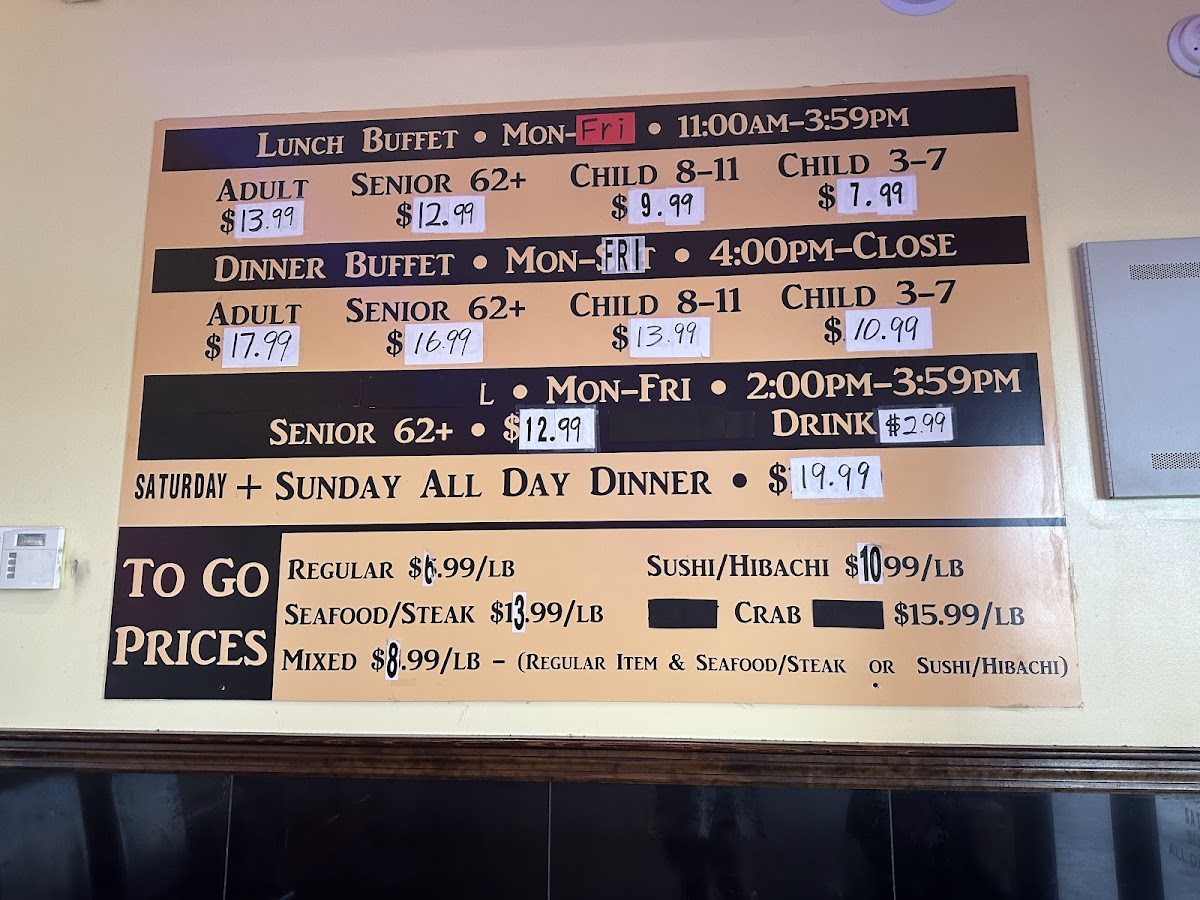 LUNCH BUFFET • MON-Fri • 11:00AM-3:59PM
ADULT SENIOR 62+ CHILD 8-11 CHILD 3-7
$13.99 $12.99 $9.99 $7.99
DINNER BUFFET • MON-FRI • 4:00PM-CLOSE
ADULT SENIOR 62+ CHILD 8-11 CHILD 3-7
$17.99 $16.99 $13.99 $10.99
L • MON-FRI • 2:00PM-3:59PM
SENIOR 62+ • $12.99 DRINK $2.99
SATURDAY + SUNDAY ALL DAY DINNER • $19.99
TO GO PRICES
REGULAR $6.99/LB SUSHI/HIBACHI $10.99/LB
SEAFOOD/STEAK $13.99/LB CRAB $15.99/LB
MIXED $8.99/LB - (REGULAR ITEM & SEAFOOD/STEAK OR SUSHI/HIBACHI)